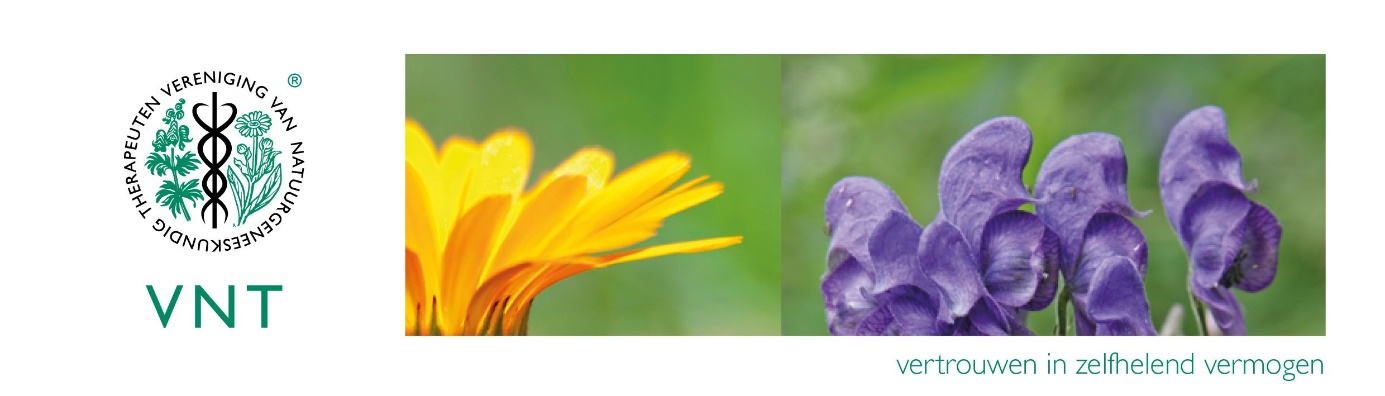 VERENIGING VAN NATUURGENEESKUNDIG THERAPEUTEN
®
VNT
vertrouwen in zelfhelend vermogen